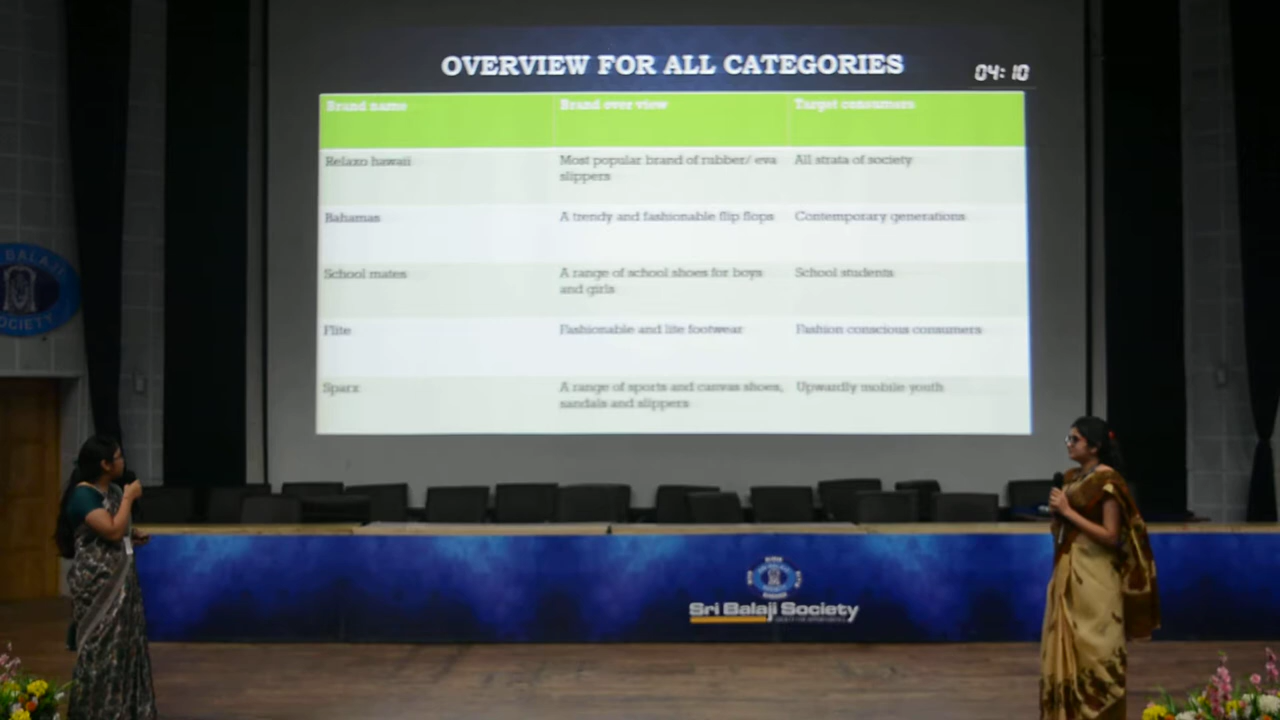 OVERVIEW FOR ALL CATEGORIES
04:10
Brand name Brand over view Target consumers
Relaxo hawaii Most popular brand of rubber/ eva All strata of society
slippers
Bahamas A trendy and fashionable flip flops Contemporary generations
School mates A range of school shoes for boys School students
and girls
Flite Fashionable and lite footwear Fashion conscious consumers
Sparx A range of sports and canvas shoes, Upwardly mobile youth
sandals and slippers
BALAJI
SOCIETY
Sri Balaji Society